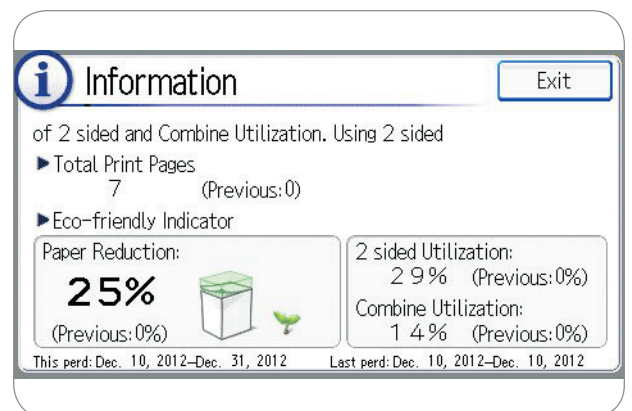 i Information
Exit
of 2 sided and Combine Utilization. Using 2 sided
►Total Print Pages
7 (Previous:0)
►Eco-friendly Indicator
Paper Reduction:
25%
(Previous:0%)
2 sided Utilization:
29% (Previous:0%)
Combine Utilization:
14% (Previous:0%)
This perd: Dec. 10, 2012–Dec. 31, 2012
Last perd: Dec. 10, 2012–Dec. 10, 2012